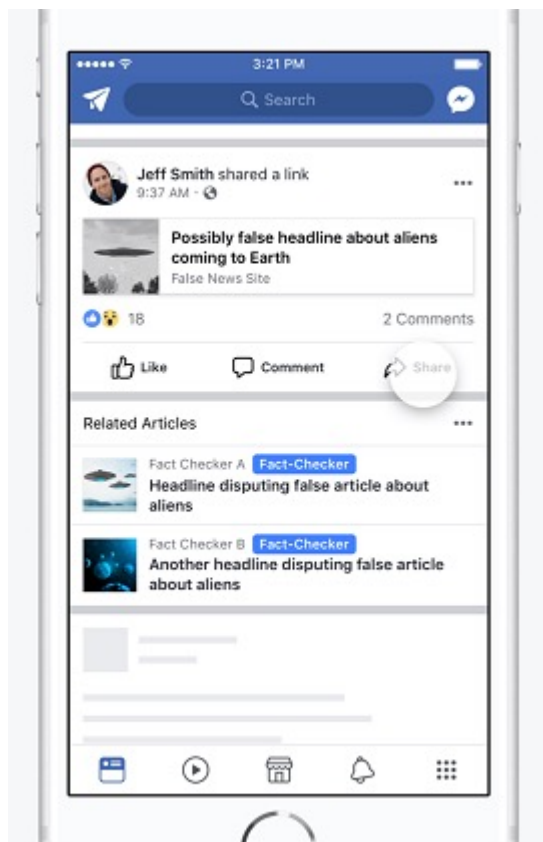 3:21 PM
Search
Jeff Smith shared a link
9:37 AM -
Possibly false headline about aliens
coming to Earth
False News Site
18
2 Comments
Like
Comment
Share
Related Articles
Fact Checker A Fact-Checker
Headline disputing false article about
aliens
Fact Checker B Fact-Checker
Another headline disputing false article
about aliens